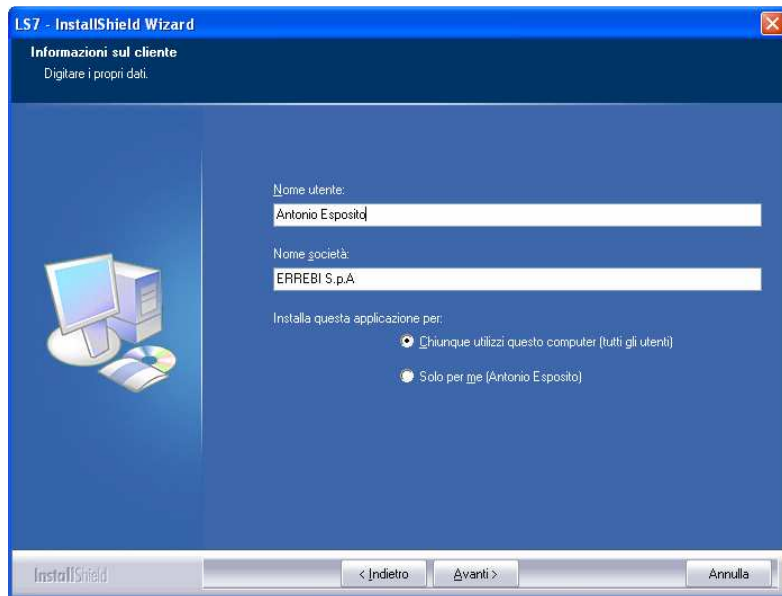 LS7 - InstallShield Wizard
Informazioni sul cliente
Digitare i propri dati.
Nome utente:
Antonio Esposito
Nome società:
ERREBI S.p.A
Installa questa applicazione per:
Chiunque utilizzi questo computer (tutti gli utenti)
Solo per me (Antonio Esposito)
InstallShield
< Indietro
Avanti >
Annulla